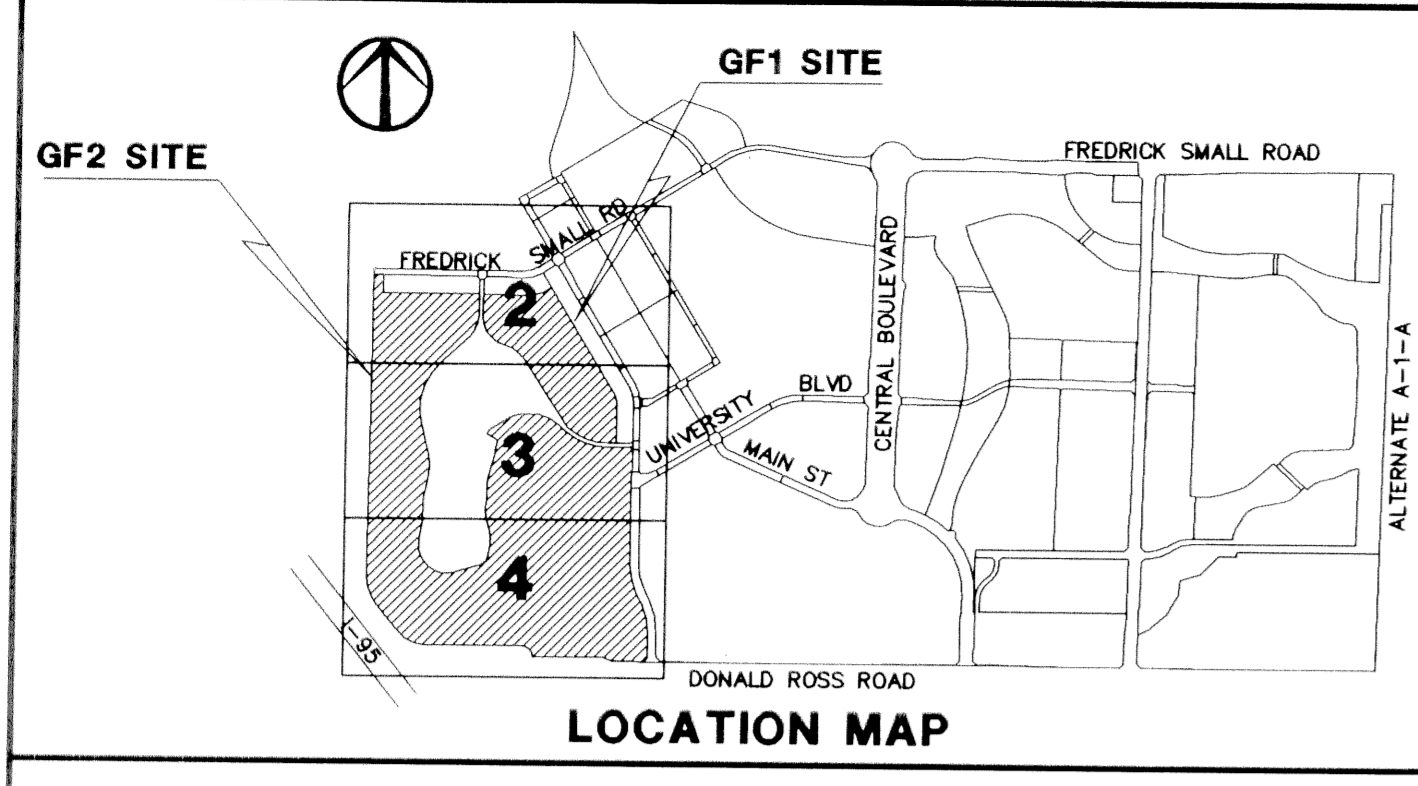 GF1 SITE
GF2 SITE
FREDRICK SMALL ROAD
FREDRICK SMALL RD
CENTRAL BOULEVARD
2
ALTERNATE A-1-A
UNIVERSITY BLVD
MAIN ST
3
4
I-95
DONALD ROSS ROAD
LOCATION MAP